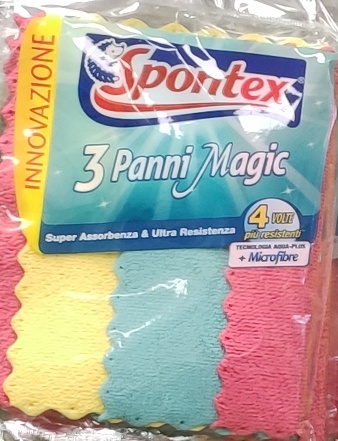 INNOVAZIONE
Spontex
3 Panni Magic
4 VOLTE
più resistenti
Super Assorbenza & Ultra Resistenza
TECNOLOGIA AQUA-PLUS
+ Microfibre